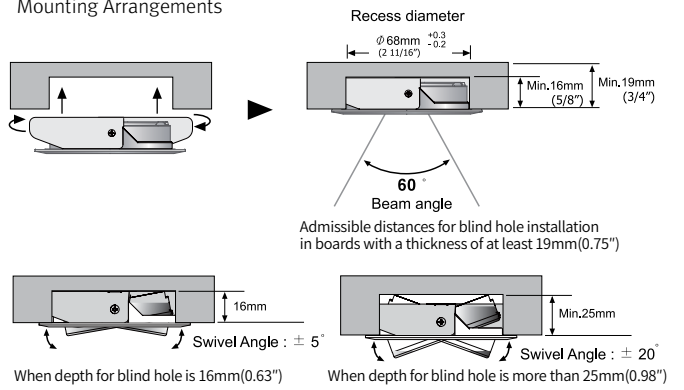 Mounting Arrangements
Recess diameter
Φ68mm +0.3 -0.2
(2 11/16")
Min.16mm
(5/8")
Min.19mm
(3/4")
60°
Beam angle
Admissible distances for blind hole installation
in boards with a thickness of at least 19mm(0.75")
16mm
Swivel Angle : ± 5°
When depth for blind hole is 16mm(0.63")
Min.25mm
Swivel Angle : ± 20°
When depth for blind hole is more than 25mm(0.98")